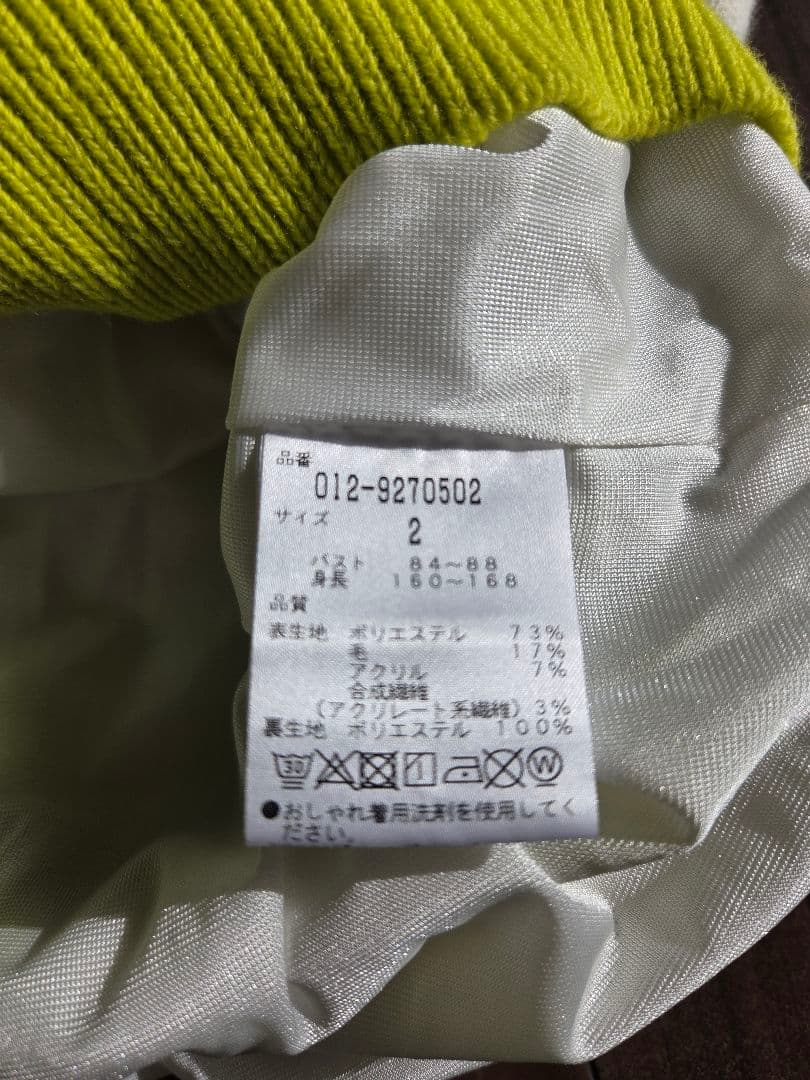 品番
012-9270502
サイズ
2
バスト 84〜88
身長 160〜168
品質
表生地 ポリエステル 73%
毛 17%
アクリル 7%
合成繊維
(アクリレート系繊維) 3%
裏生地 ポリエステル 100%
30 W
●おしゃれ着用洗剤を使用してく
ださい。